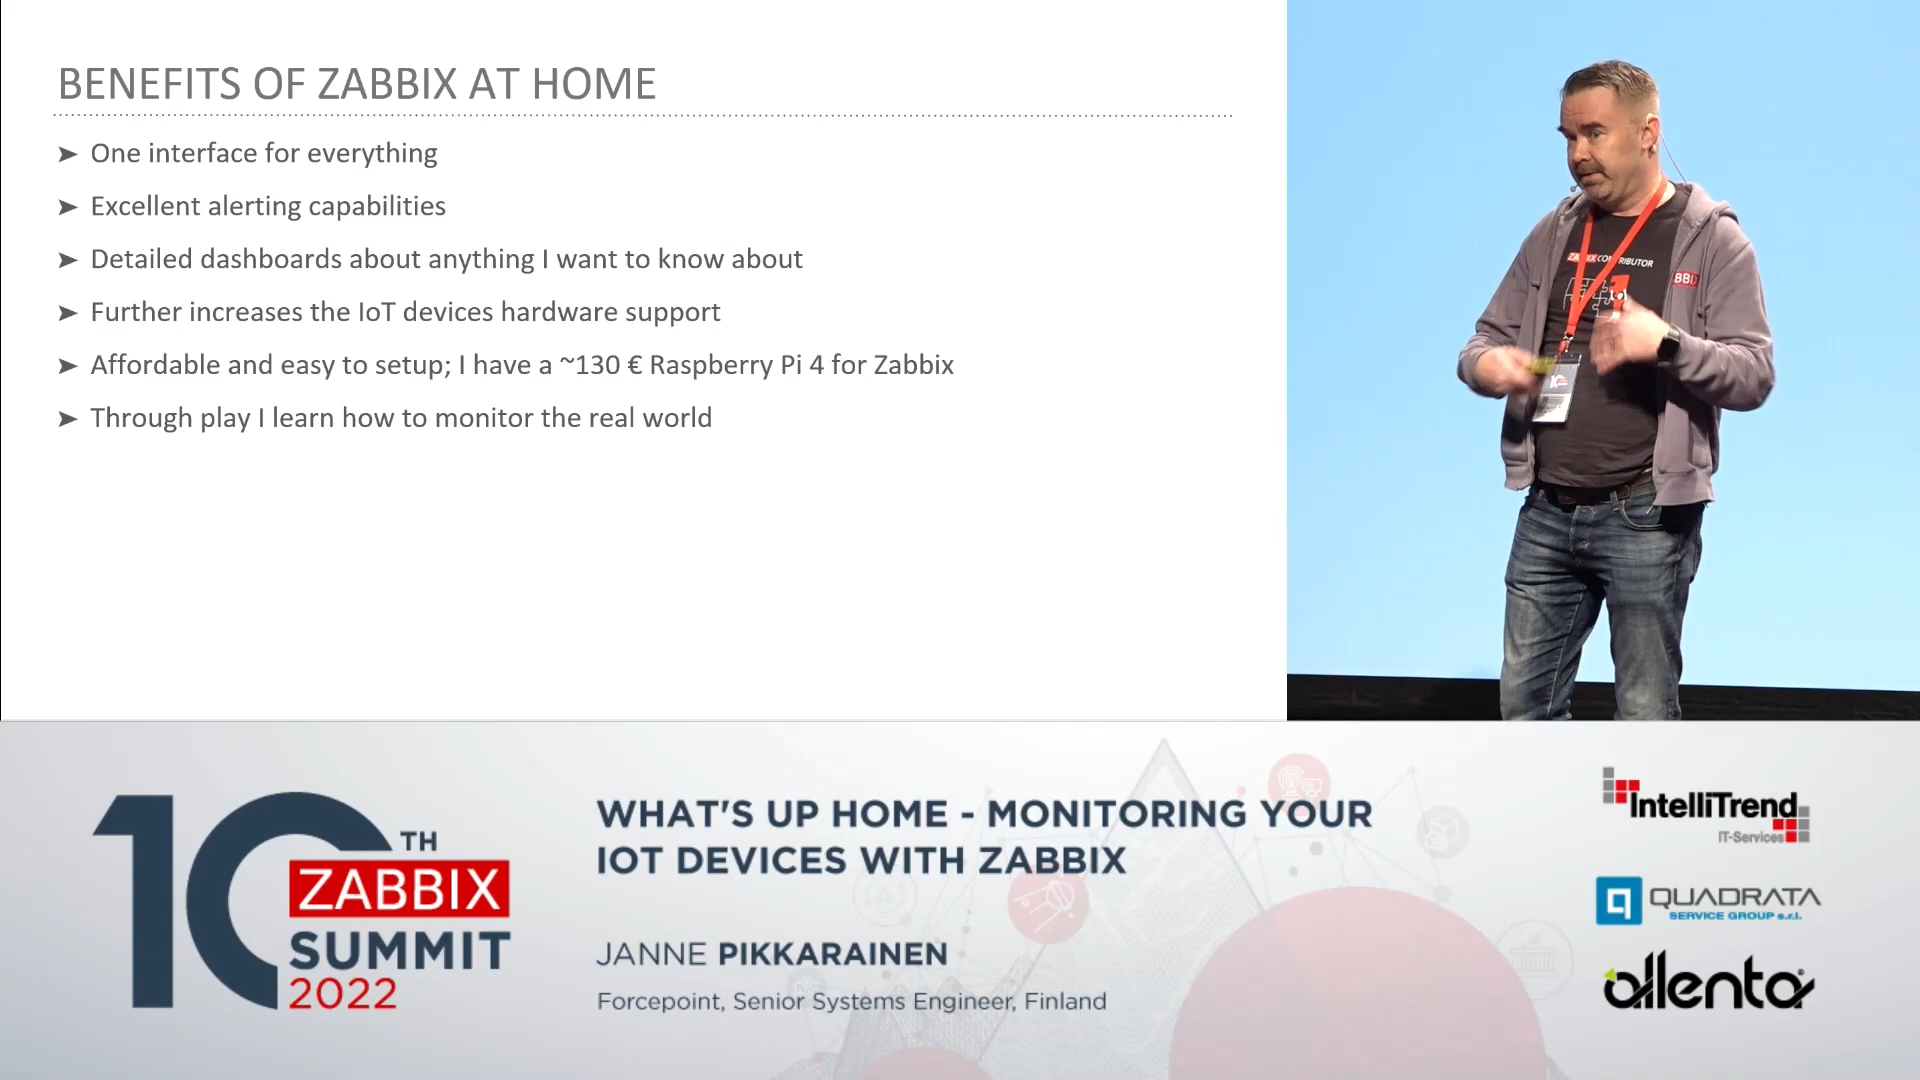 BENEFITS OF ZABBIX AT HOME
➤ One interface for everything
➤ Excellent alerting capabilities
➤ Detailed dashboards about anything I want to know about
➤ Further increases the IoT devices hardware support
➤ Affordable and easy to setup; I have a ~130 € Raspberry Pi 4 for Zabbix
➤ Through play I learn how to monitor the real world
ZABBIX CONTRIBUTOR
10TH
ZABBIX
SUMMIT
2022
WHAT'S UP HOME - MONITORING YOUR
IOT DEVICES WITH ZABBIX
JANNE PIKKARAINEN
Forcepoint, Senior Systems Engineer, Finland
IntelliTrend
IT-Services
QUADRATA
SERVICE GROUP s.r.l.
allenta